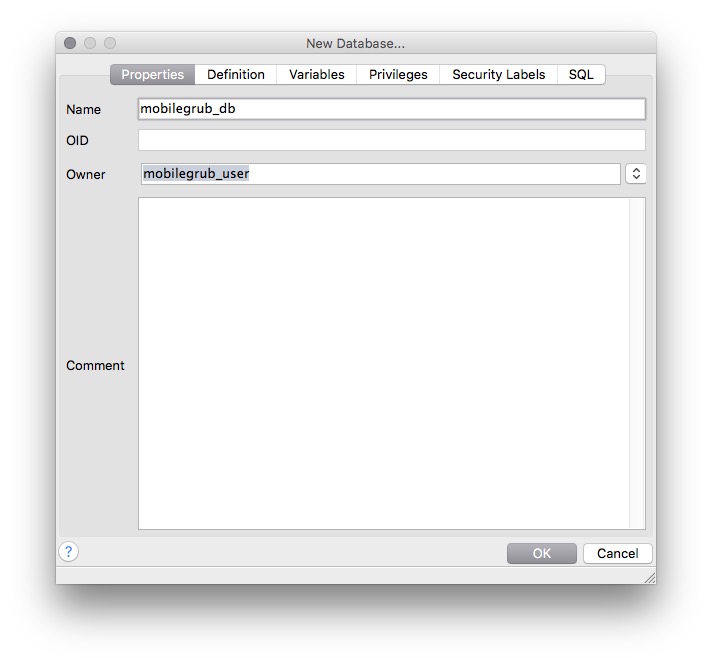 New Database...
Properties Definition Variables Privileges Security Labels SQL
Name mobilegrub_db
OID
Owner mobilegrub_user
Comment
? OK Cancel